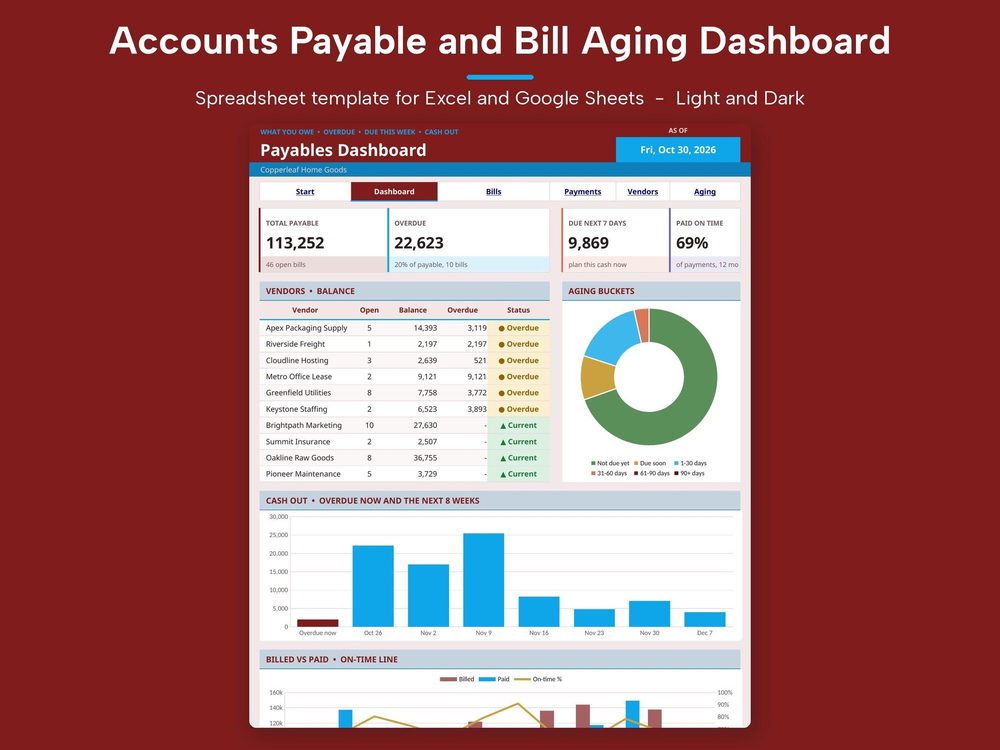 Accounts Payable and Bill Aging Dashboard
Spreadsheet template for Excel and Google Sheets - Light and Dark
WHAT YOU OWE • OVERDUE • DUE THIS WEEK • CASH OUT
AS OF
Payables Dashboard
Fri, Oct 30, 2026
Copperleaf Home Goods
Start Dashboard Bills Payments Vendors Aging
TOTAL PAYABLE OVERDUE DUE NEXT 7 DAYS PAID ON TIME
113,252 22,623 9,869 69%
46 open bills 20% of payable, 10 bills plan this cash now of payments, 12 mo
VENDORS • BALANCE AGING BUCKETS
Vendor Open Balance Overdue Status
Apex Packaging Supply 5 14,393 3,119 ● Overdue
Riverside Freight 1 2,197 2,197 ● Overdue
Cloudline Hosting 3 2,639 521 ● Overdue
Metro Office Lease 2 9,121 9,121 ● Overdue
Greenfield Utilities 8 7,758 3,772 ● Overdue
Keystone Staffing 2 6,523 3,893 ● Overdue
Brightpath Marketing 10 27,630 - ▲ Current
Summit Insurance 2 2,507 - ▲ Current
Oakline Raw Goods 8 36,755 - ▲ Current
Pioneer Maintenance 5 3,729 - ▲ Current
Not due yet Due soon 1-30 days
31-60 days 61-90 days 90+ days
CASH OUT • OVERDUE NOW AND THE NEXT 8 WEEKS
30,000
25,000
20,000
15,000
10,000
5,000
0
Overdue now Oct 26 Nov 2 Nov 9 Nov 16 Nov 23 Nov 30 Dec 7
BILLED VS PAID • ON-TIME LINE
Billed Paid On-time %
160k 100%
140k 90%
120k 80%